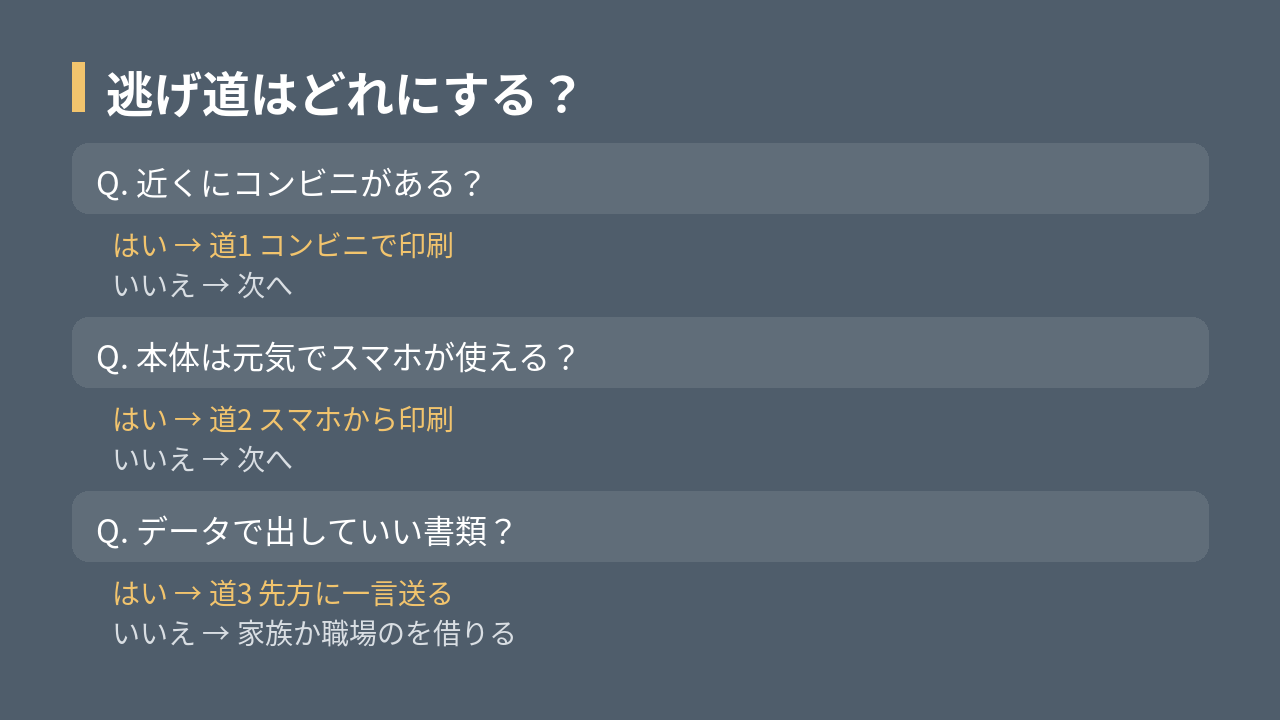 逃げ道はどれにする？
Q. 近くにコンビニがある？
はい → 道1 コンビニで印刷
いいえ → 次へ
Q. 本体は元気でスマホが使える？
はい → 道2 スマホから印刷
いいえ → 次へ
Q. データで出していい書類？
はい → 道3 先方に一言送る
いいえ → 家族か職場のを借りる